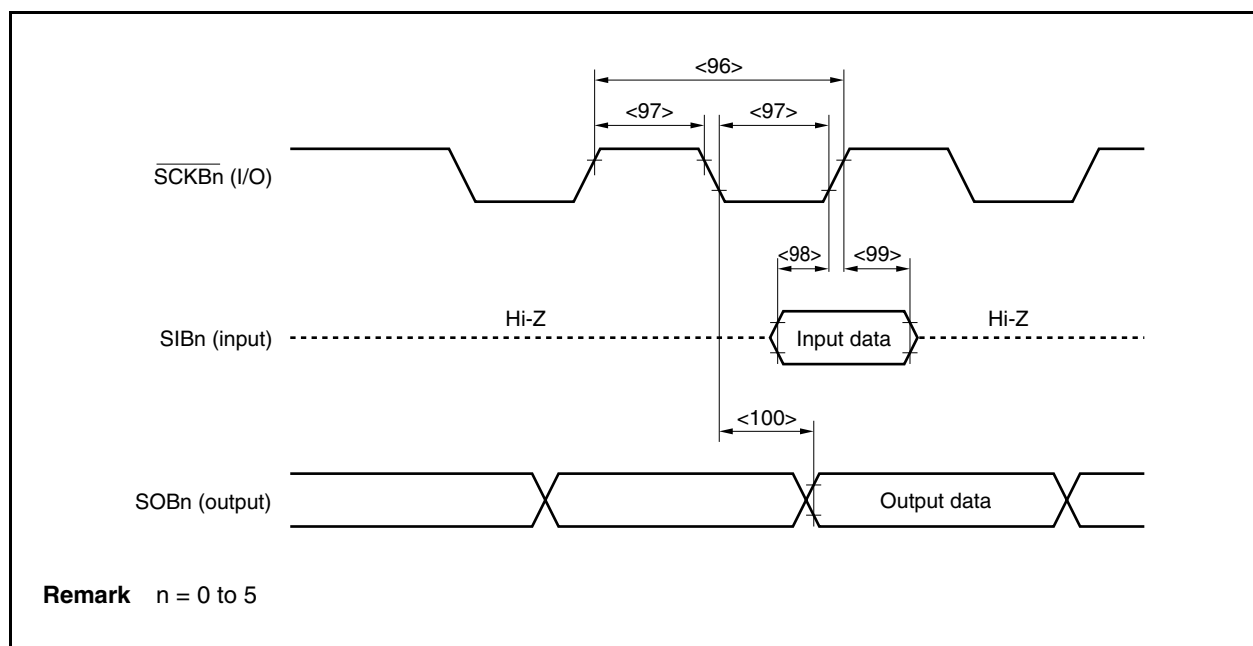 <96>
<97> <97>
SCKBn (I/O)
<98> <99>
Hi-Z Hi-Z
SIBn (input) Input data
<100>
SOBn (output) Output data
Remark n = 0 to 5